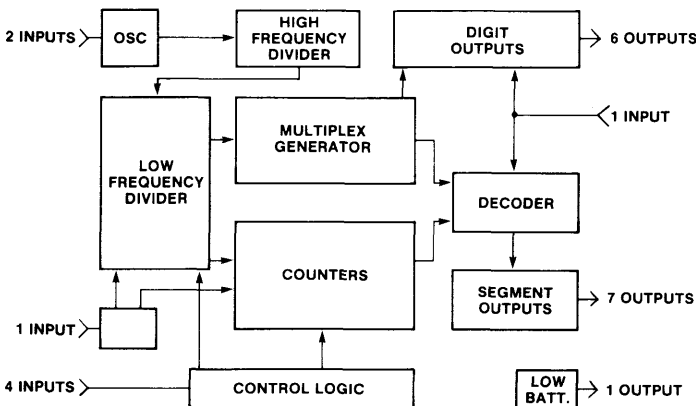 2 INPUTS
OSC
HIGH
FREQUENCY
DIVIDER
DIGIT
OUTPUTS
6 OUTPUTS
1 INPUT
LOW
FREQUENCY
DIVIDER
MULTIPLEX
GENERATOR
DECODER
COUNTERS
SEGMENT
OUTPUTS
7 OUTPUTS
1 INPUT
4 INPUTS
CONTROL LOGIC
LOW
BATT.
1 OUTPUT